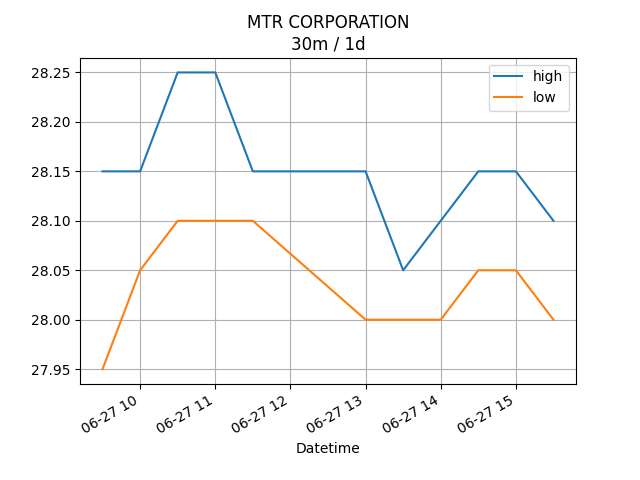 MTR CORPORATION
30m / 1d
high
low
28.25
28.20
28.15
28.10
28.05
28.00
27.95
06-27 10
06-27 11
06-27 12
06-27 13
06-27 14
06-27 15
Datetime